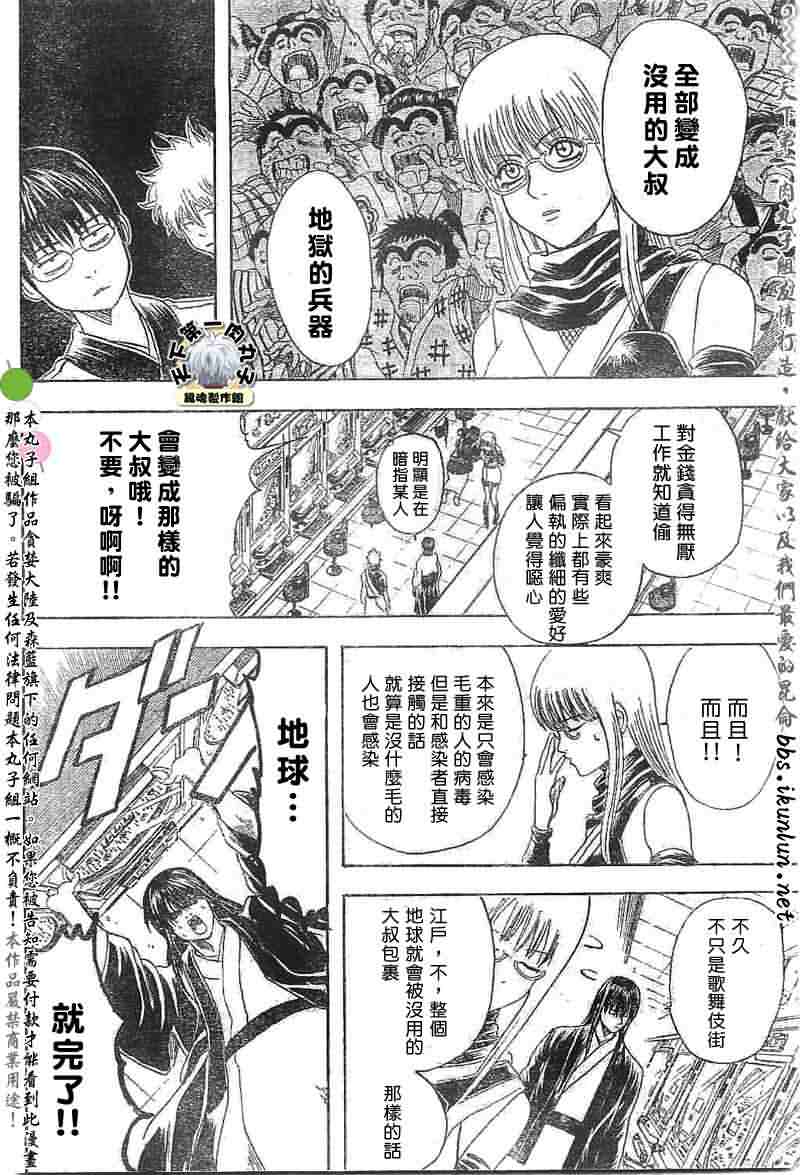 全部變成
沒用的大叔
地獄的兵器
天下第一肉丸子
銀魂製作組
對金錢貪得無厭
工作就知道偷
看起來豪爽
實際上都有些
偏執的纖細的愛好
讓人覺得噁心
明顯是在
暗指某人
會變成那樣的
大叔哦！
不要，呀啊啊!!
而且！
而且!!
本來是只會感染
毛重的人的病毒
但是和感染者直接
接觸的話
就算是沒什麼毛的
人也會感染
不久
不只是歌舞伎街
江戶，不，整個
地球就會被沒用的
大叔包裹
那樣的話
地球…
就完了!!
ダッ
天下第一肉丸子組傾情打造，獻給大家以及我們最愛的昆侖 bbs.ikunlun.net
本丸子組作品貪婪大陸及森藍旗下的任何網站。如果您被告知需要付款才能看到此漫畫
那麼您被騙了。若發生任何法律問題本丸子組一概不負責！本作品嚴禁商業用途！